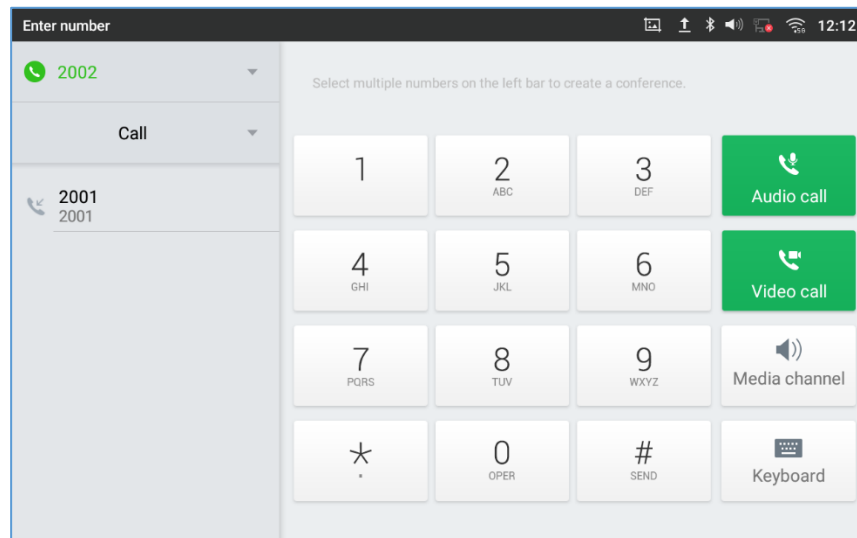 Enter number
12:12
2002
Call
2001
2001
Select multiple numbers on the left bar to create a conference.
1
2
ABC
3
DEF
Audio call
4
GHI
5
JKL
6
MNO
Video call
7
PQRS
8
TUV
9
WXYZ
Media channel
*
.
0
OPER
#
SEND
Keyboard